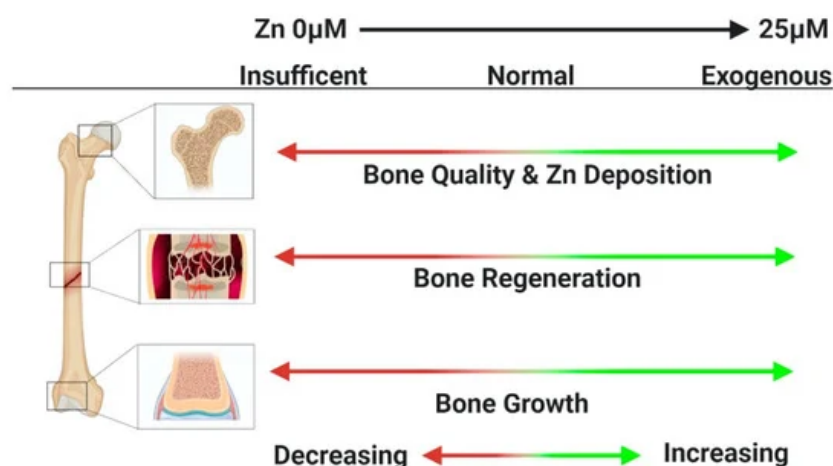 Zn 0µM 25µM
Insufficent Normal Exogenous
Bone Quality & Zn Deposition
Bone Regeneration
Bone Growth
Decreasing Increasing